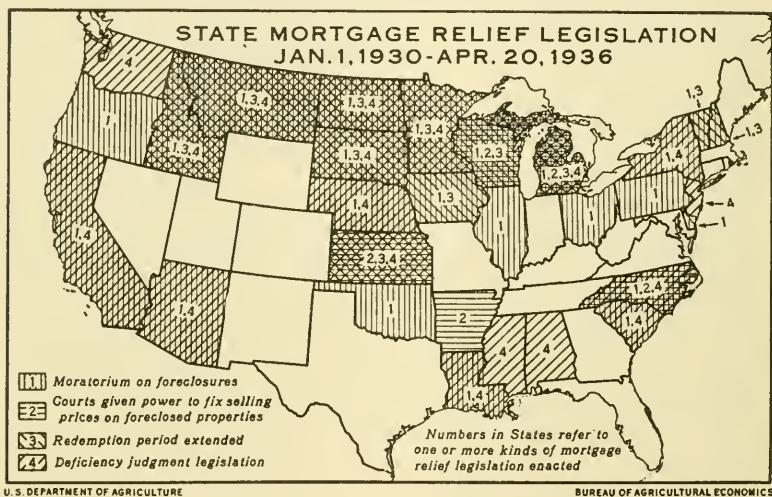 STATE MORTGAGE RELIEF LEGISLATION
JAN. 1, 1930-APR. 20, 1936
4
1
1,3,4
1,3,4
1,3,4
1,3,4
1,3,4
1,2,3
1,2,3,4
1,3
1,3
1,4
1,4
1,3
1
1
1
4
1
1,4
1,4
2,3,4
1
2
1,2,4
1,4
4
4
1,4
1 Moratorium on foreclosures
2 Courts given power to fix selling
prices on foreclosed properties
3 Redemption period extended
4 Deficiency judgment legislation
Numbers in States refer to
one or more kinds of mortgage
relief legislation enacted
U. S. DEPARTMENT OF AGRICULTURE
BUREAU OF AGRICULTURAL ECONOMICS